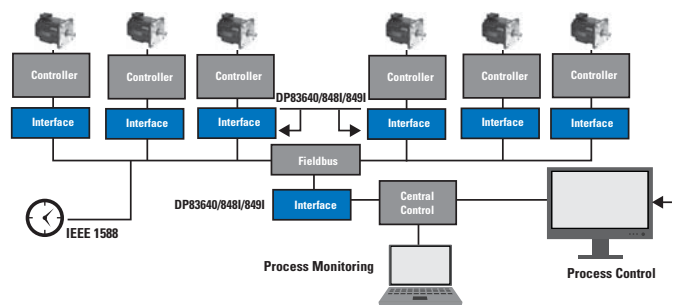 Controller
Controller
Controller
Controller
Controller
Controller
DP83640/848I/849I
Interface
Interface
Interface
Interface
Interface
Interface
Fieldbus
DP83640/848I/849I
Interface
Central
Control
IEEE 1588
Process Monitoring
Process Control